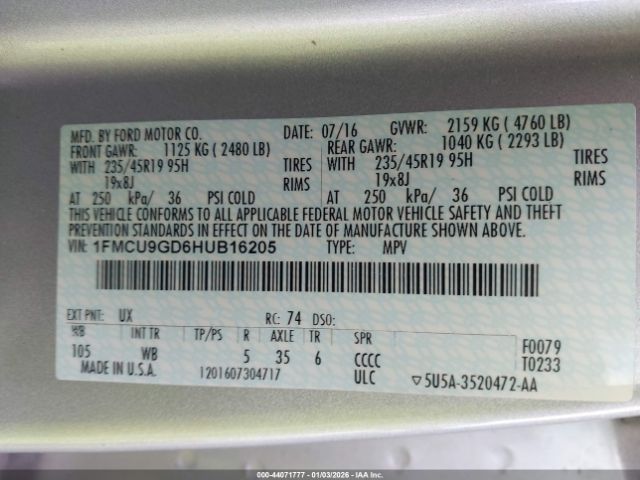 MFD. BY FORD MOTOR CO. DATE: 07/16 GVWR: 2159 KG ( 4760 LB)
FRONT GAWR: 1125 KG ( 2480 LB) REAR GAWR: 1040 KG ( 2293 LB)
WITH 235/45R19 95H TIRES WITH 235/45R19 95H TIRES
19x8J RIMS 19x8J RIMS
AT 250 kPa/ 36 PSI COLD AT 250 kPa/ 36 PSI COLD
THIS VEHICLE CONFORMS TO ALL APPLICABLE FEDERAL MOTOR VEHICLE SAFETY AND THEFT
PREVENTION STANDARDS IN EFFECT ON THE DATE OF MANUFACTURE SHOWN ABOVE.
VIN: 1FMCU9GD6HUB16205 TYPE: MPV
EXT PNT: UX RC: 74 DSO:
WB INT TR TP/PS R AXLE TR SPR F0079
105 WB 5 35 6 CCCC T0233
MADE IN U.S.A. 1201607304717 ULC ▽5U5A-3520472-AA
000-44071777 - 01/03/2026 - IAA Inc.